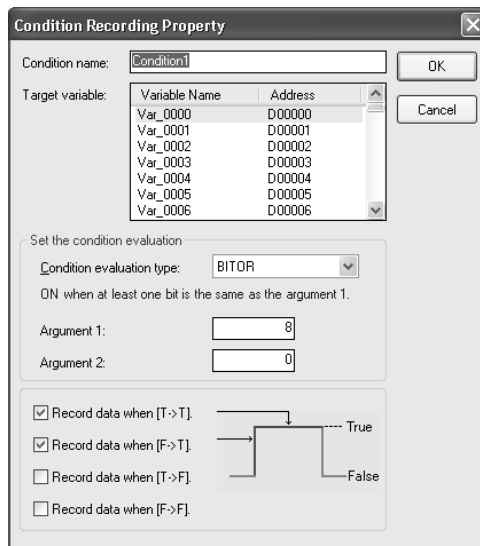 Condition Recording Property
Condition name: Condition1
OK
Target variable:
Variable Name Address
Cancel
Var_0000 D00000
Var_0001 D00001
Var_0002 D00002
Var_0003 D00003
Var_0004 D00004
Var_0005 D00005
Var_0006 D00006
Set the condition evaluation
Condition evaluation type: BITOR
ON when at least one bit is the same as the argument 1.
Argument 1: 8
Argument 2: 0
Record data when [T->T].
True
Record data when [F->T].
Record data when [T->F].
False
Record data when [F->F].